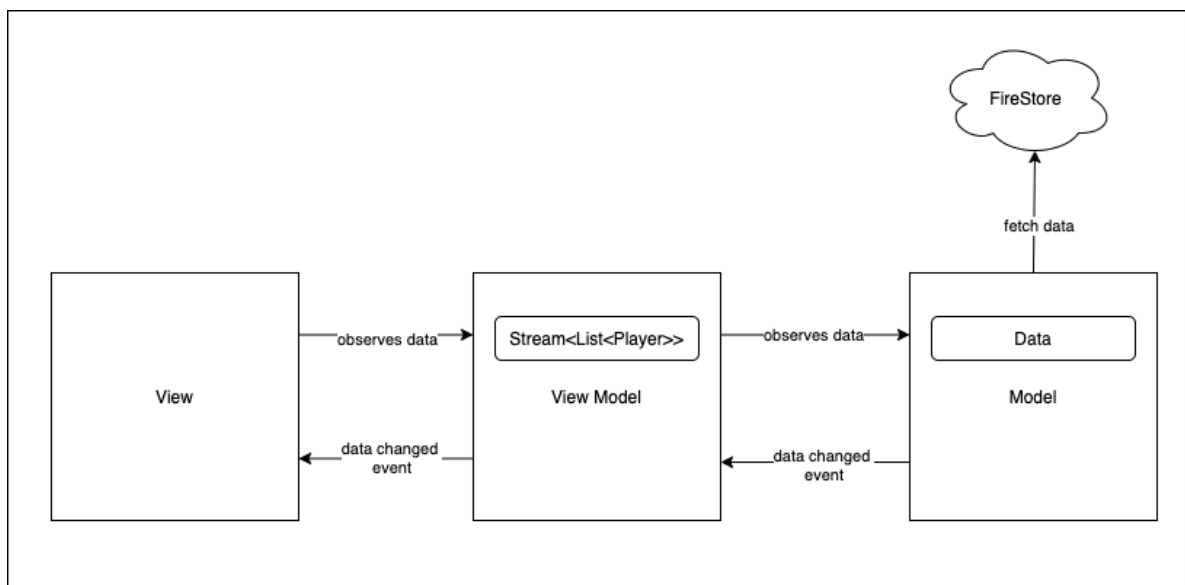 FireStore
fetch data
observes data
Stream<List<Player>>
observes data
Data
View
View Model
Model
data changed
event
data changed
event